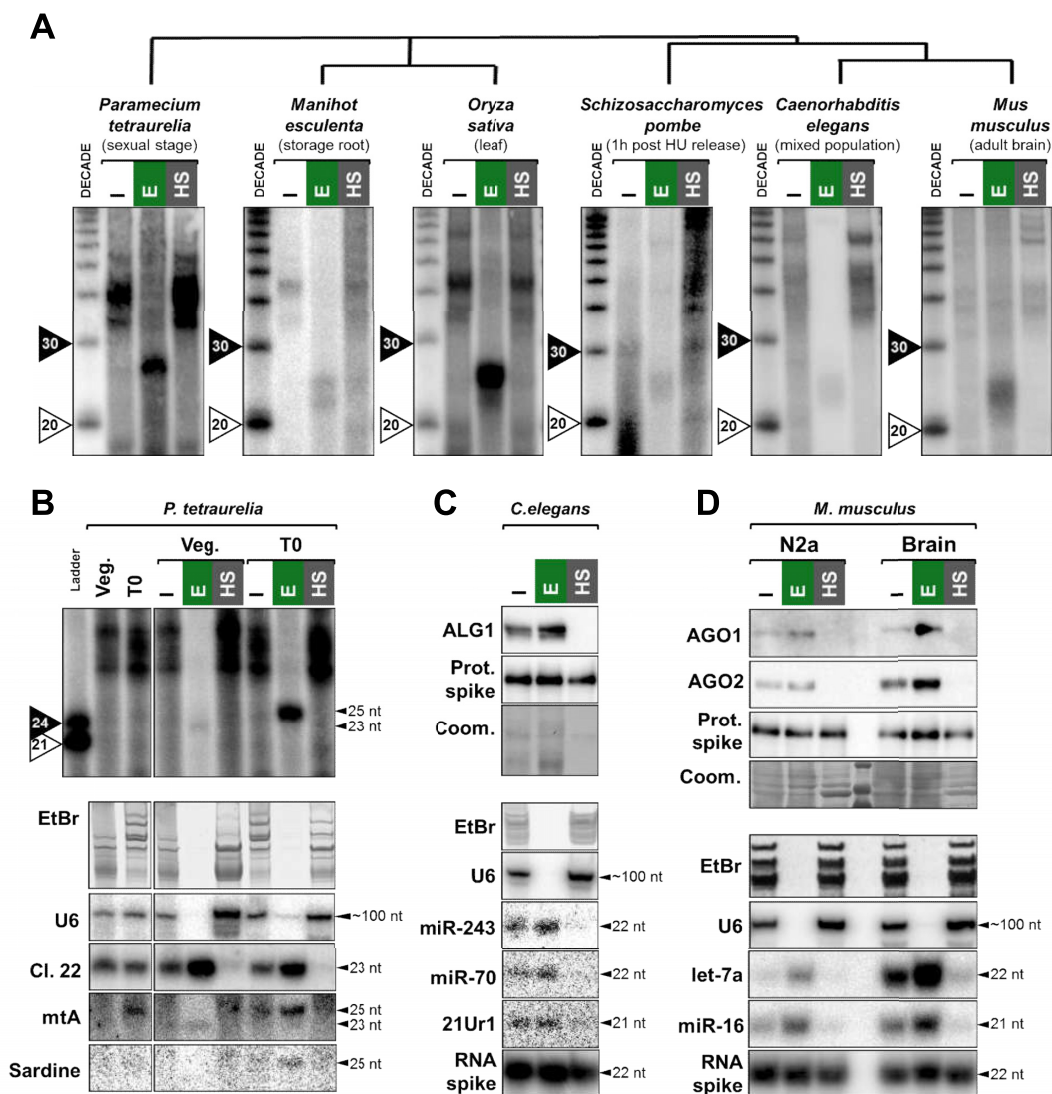 A
Paramecium
tetraurelia
(sexual stage)
Manihot
esculenta
(storage root)
Oryza
sativa
(leaf)
Schizosaccharomyces
pombe
(1h post HU release)
Caenorhabditis
elegans
(mixed population)
Mus
musculus
(adult brain)
DECADE I E HS
DECADE I E HS
DECADE I E HS
DECADE I E HS
DECADE I E HS
DECADE I E HS
30 30 30 30 30 30
20 20 20 20 20 20
B
P. tetraurelia
Veg. T0
Ladder Veg. T0 I E HS I E HS
24
21
25 nt
23 nt
EtBr
U6 ~100 nt
Cl. 22 23 nt
mtA 25 nt
23 nt
Sardine 25 nt
C
C.elegans
I E HS
ALG1
Prot.
spike
Coom.
EtBr
U6 ~100 nt
miR-243 22 nt
miR-70 22 nt
21Ur1 21 nt
RNA
spike 22 nt
D
M. musculus
N2a Brain
I E HS I E HS
AGO1
AGO2
Prot.
spike
Coom.
EtBr
U6 ~100 nt
let-7a 22 nt
miR-16 21 nt
RNA
spike 22 nt